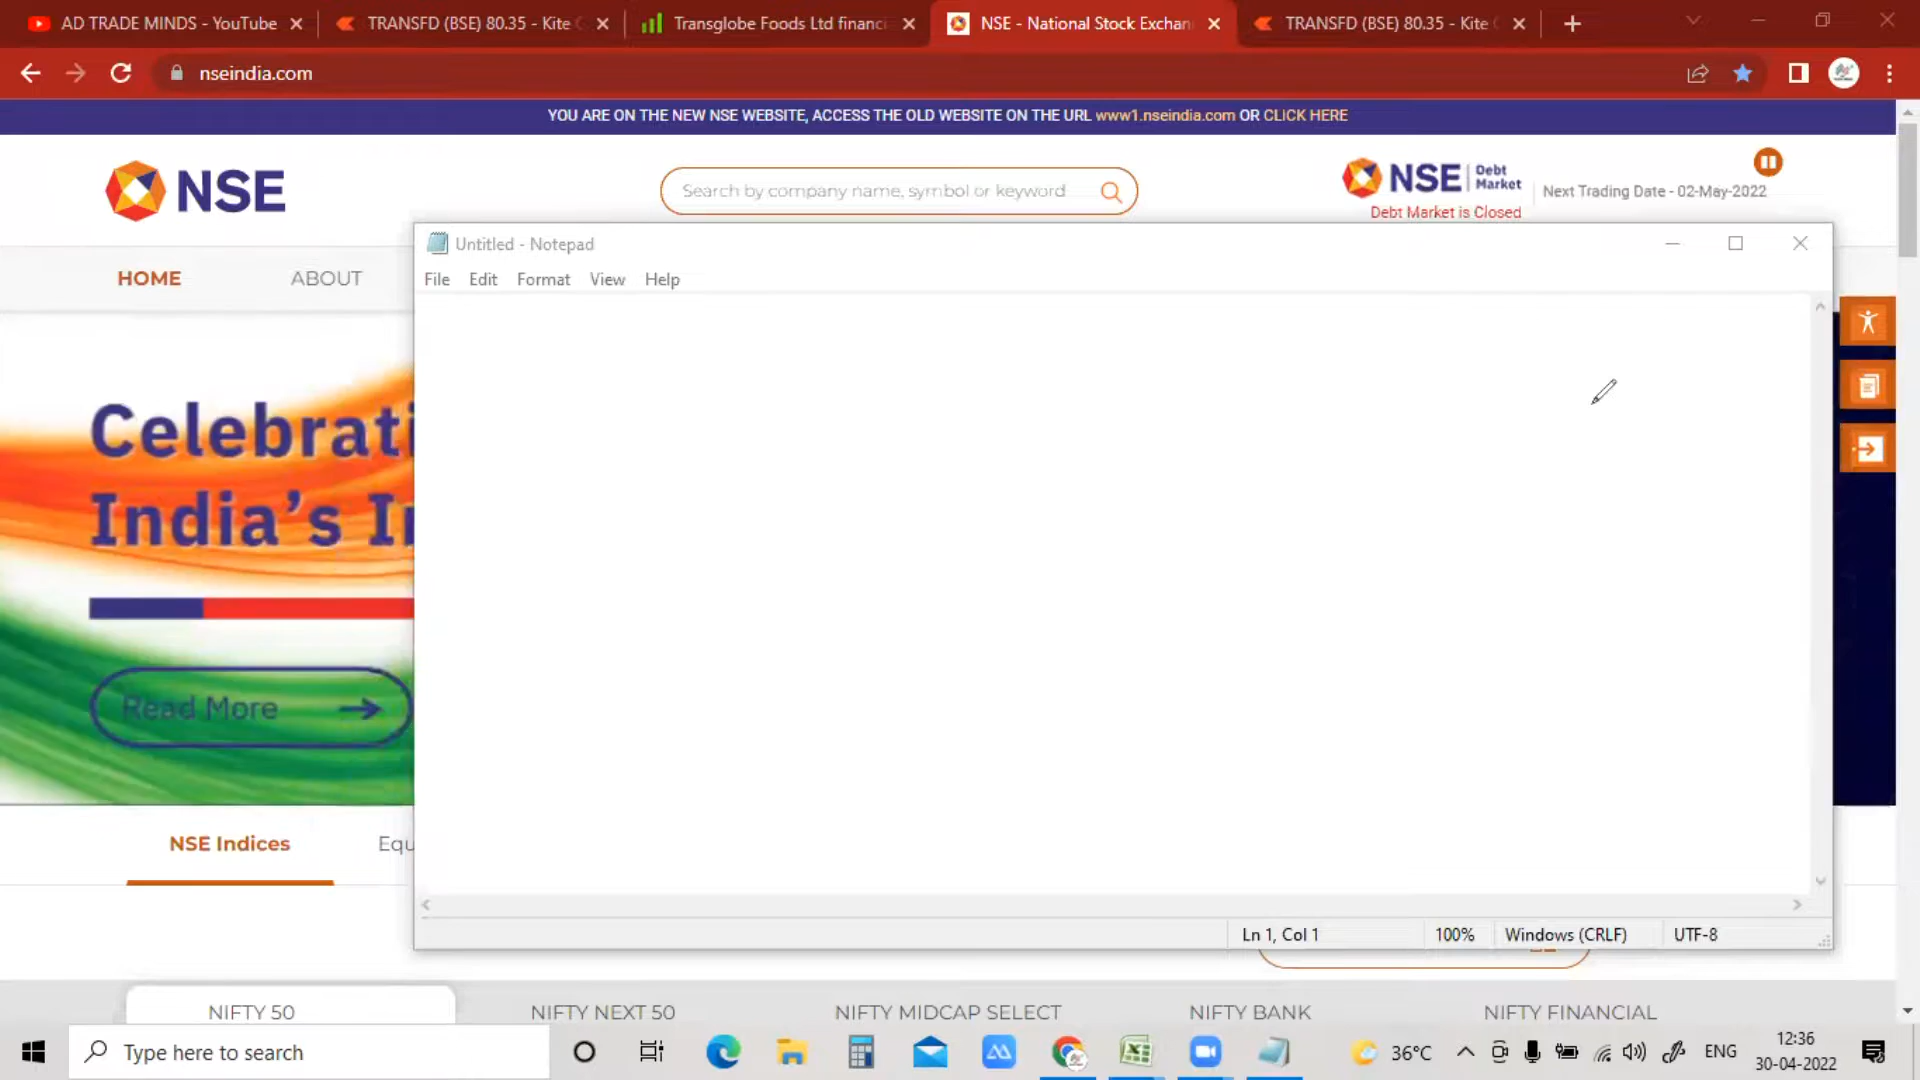 AD TRADE MINDS - YouTube
TRANSFD (BSE) 80.35 - Kite
Transglobe Foods Ltd financi
NSE - National Stock Exchan
TRANSFD (BSE) 80.35 - Kite
nseindia.com
YOU ARE ON THE NEW NSE WEBSITE, ACCESS THE OLD WEBSITE ON THE URL www1.nseindia.com OR CLICK HERE
NSE
Search by company name, symbol or keyword
NSE Debt Market
Next Trading Date - 02-May-2022
Debt Market is Closed
HOME
ABOUT
Untitled - Notepad
File Edit Format View Help
Celebrati
India's I
Read More
NSE Indices
Equ
Ln 1, Col 1
100%
Windows (CRLF)
UTF-8
NIFTY 50
NIFTY NEXT 50
NIFTY MIDCAP SELECT
NIFTY BANK
NIFTY FINANCIAL
Type here to search
36°C
ENG
12:36
30-04-2022